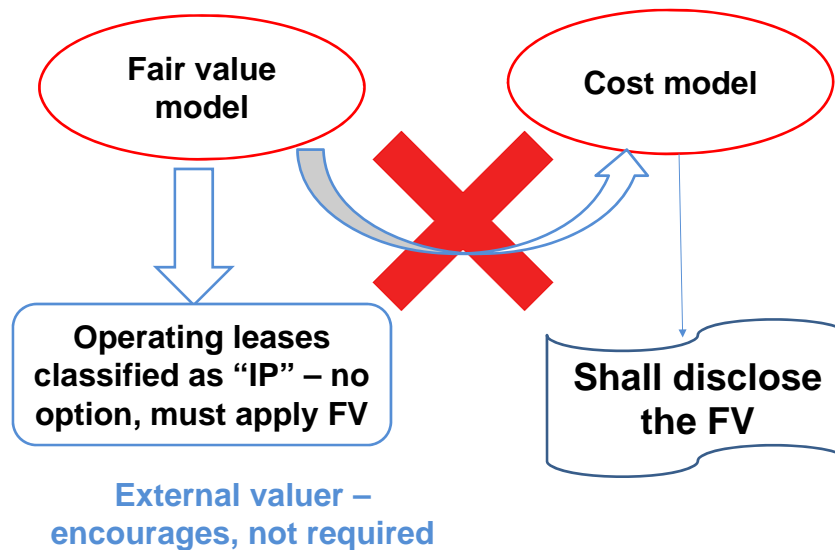 Fair value
model
Cost model
Operating leases
classified as “IP” – no
option, must apply FV
Shall disclose
the FV
External valuer –
encourages, not required